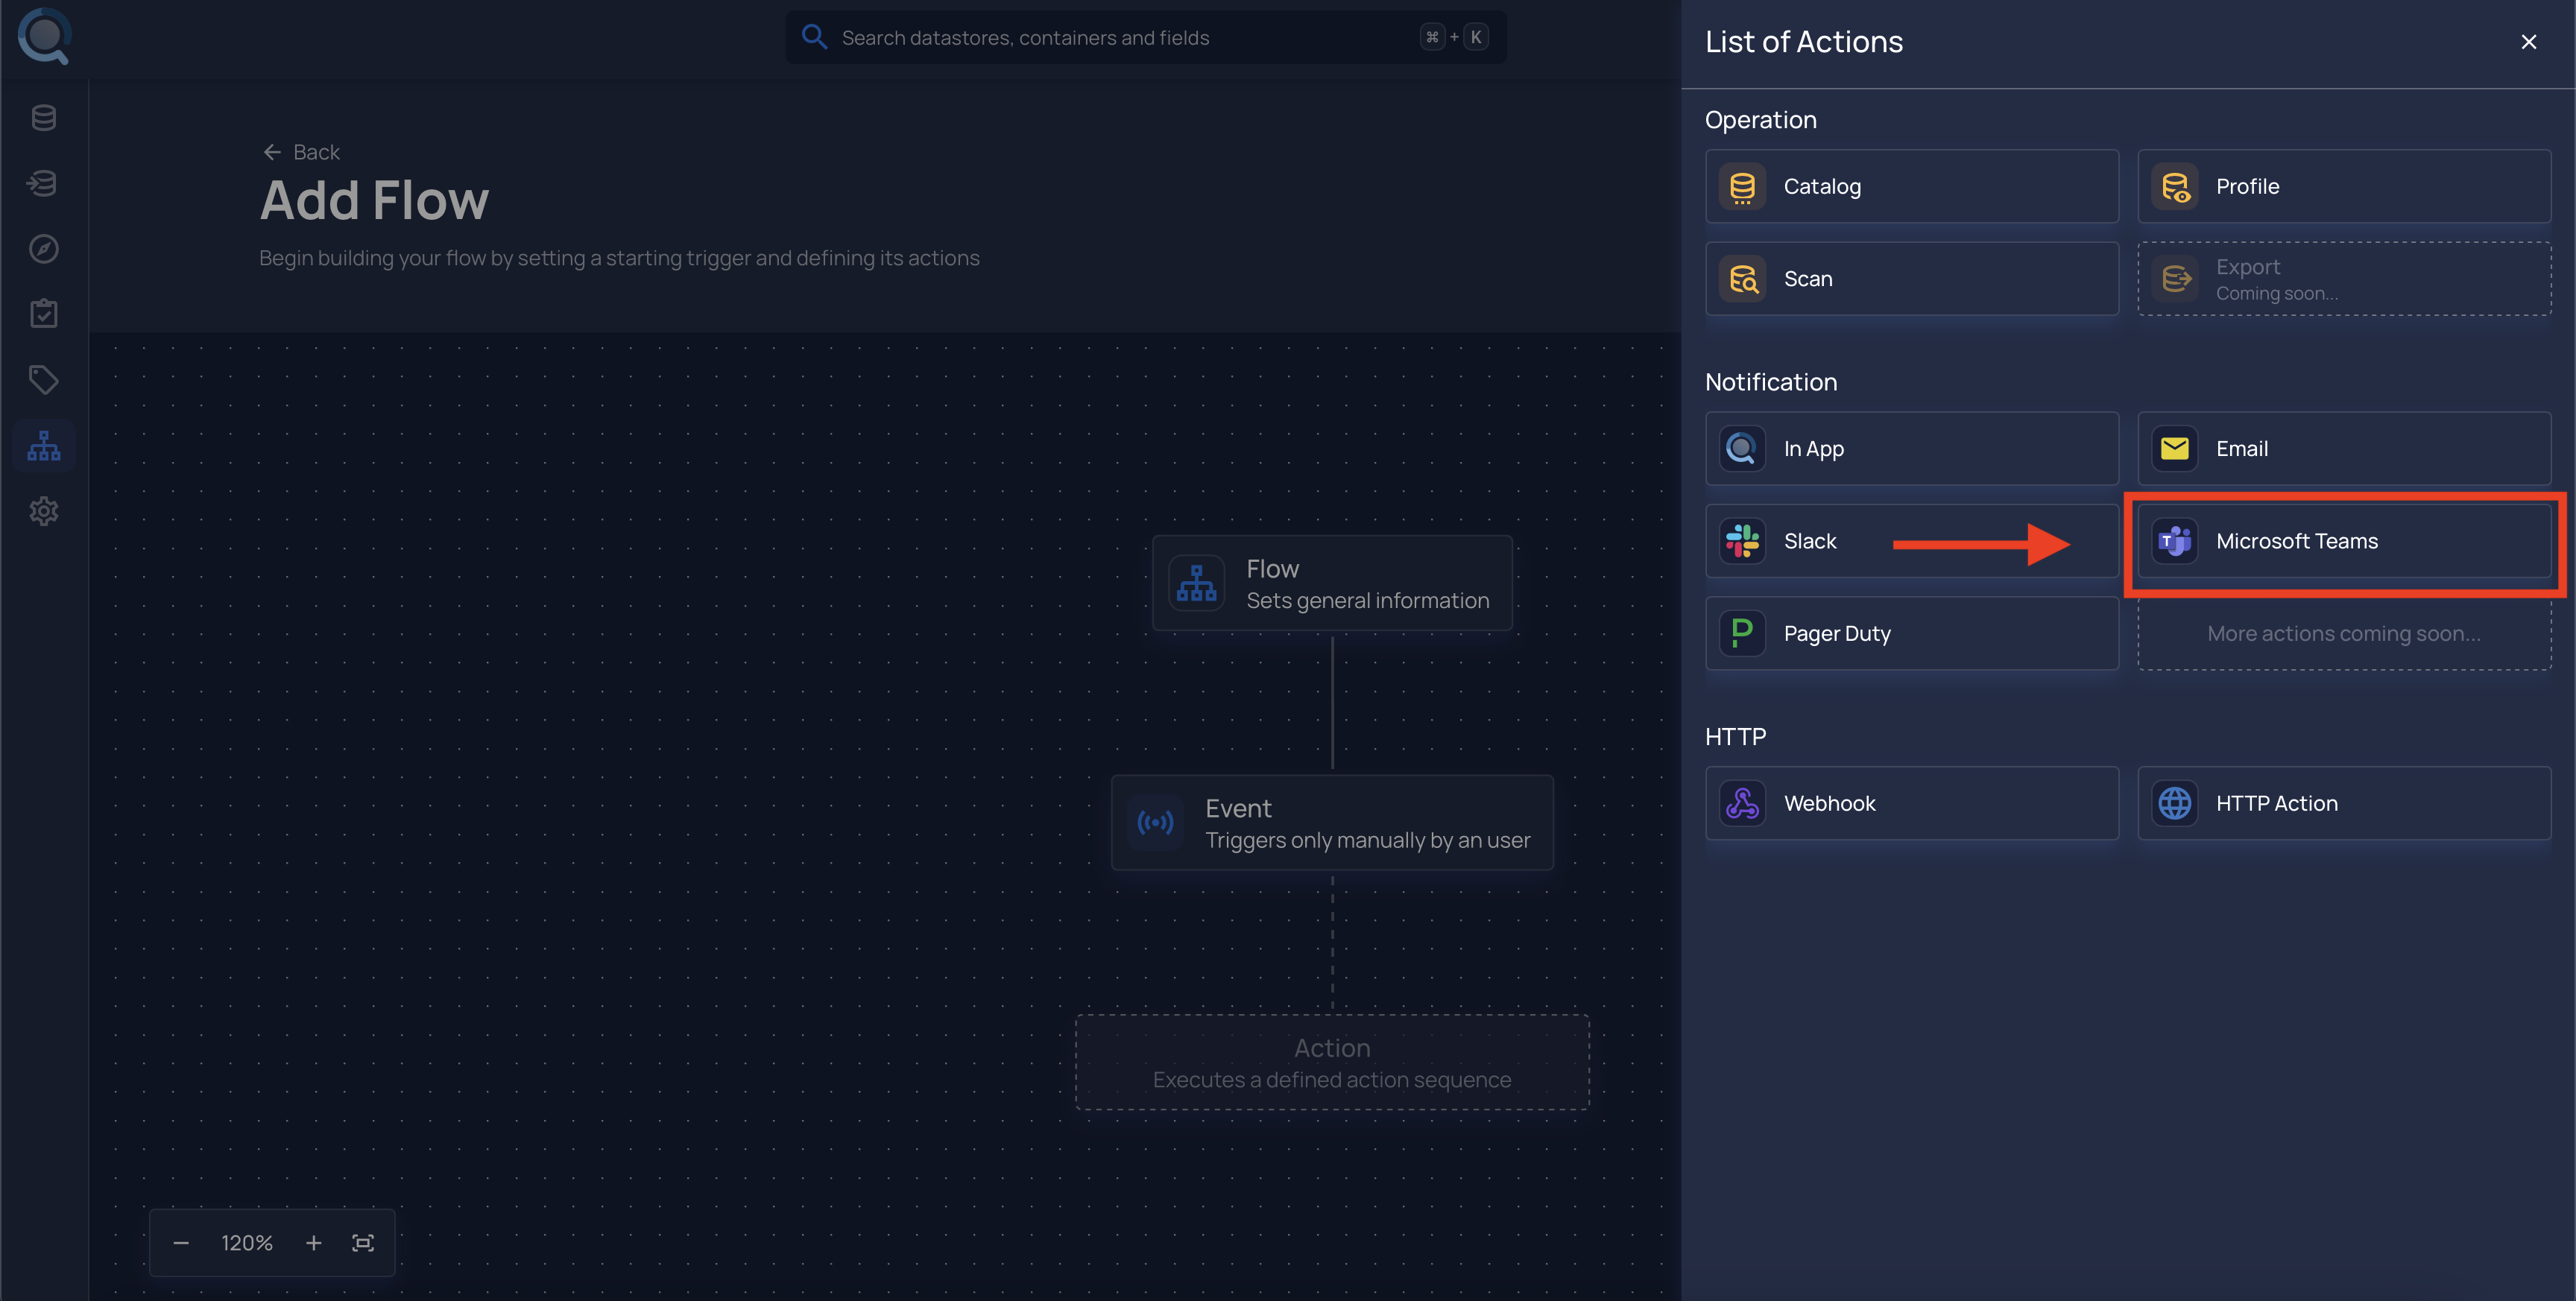 Search datastores, containers and fields
⌘ + K
Back
Add Flow
Begin building your flow by setting a starting trigger and defining its actions
Flow
Sets general information
Event
Triggers only manually by an user
Action
Executes a defined action sequence
120%
List of Actions
Operation
Catalog
Profile
Scan
Export
Coming soon...
Notification
In App
Email
Slack
T
Microsoft Teams
P
Pager Duty
More actions coming soon...
HTTP
Webhook
HTTP Action